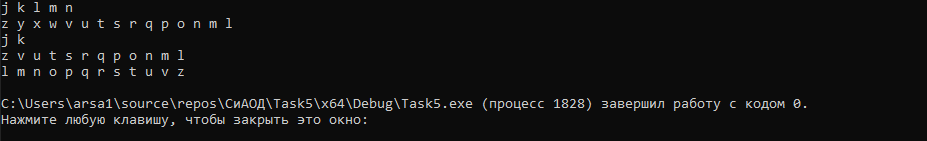 j k l m n
z y x w v u t s r q p o n m l
j k
z v u t s r q p o n m l
l m n o p q r s t u v z
C:\Users\arsa1\source\repos\СиАОД\Task5\x64\Debug\Task5.exe (процесс 1828) завершил работу с кодом 0.
Нажмите любую клавишу, чтобы закрыть это окно: